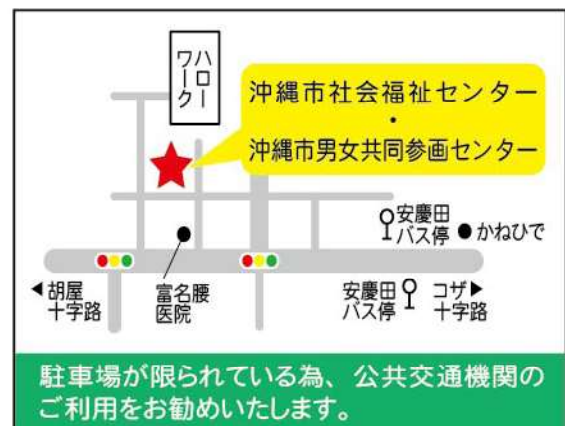 ハロー
ワーク
沖縄市社会福祉センター
・
沖縄市男女共同参画センター
安慶田
バス停
かねひで
◀胡屋
十字路
富名腰
医院
安慶田
バス停
コザ▶
十字路
駐車場が限られている為、公共交通機関の
ご利用をお勧めいたします。